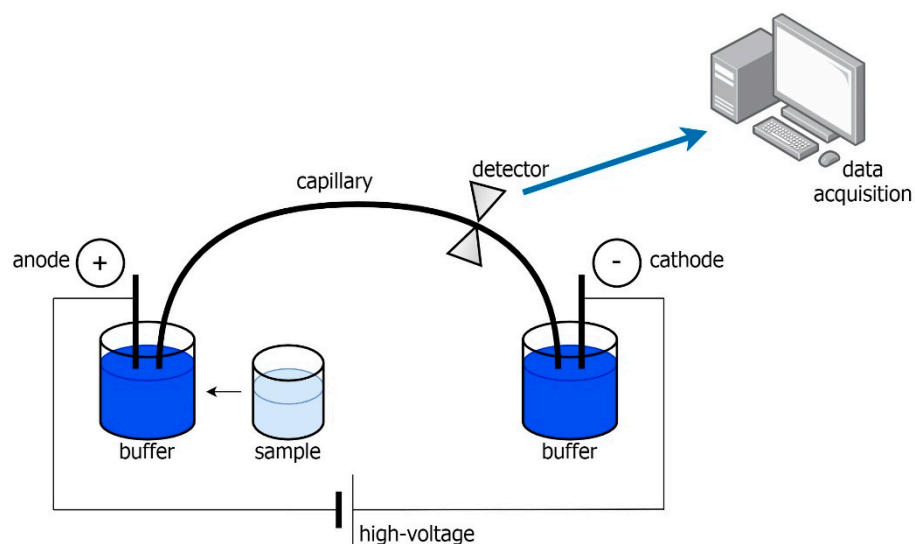 detector
capillary
data
acquisition
anode
+
-
cathode
buffer
sample
buffer
high-voltage